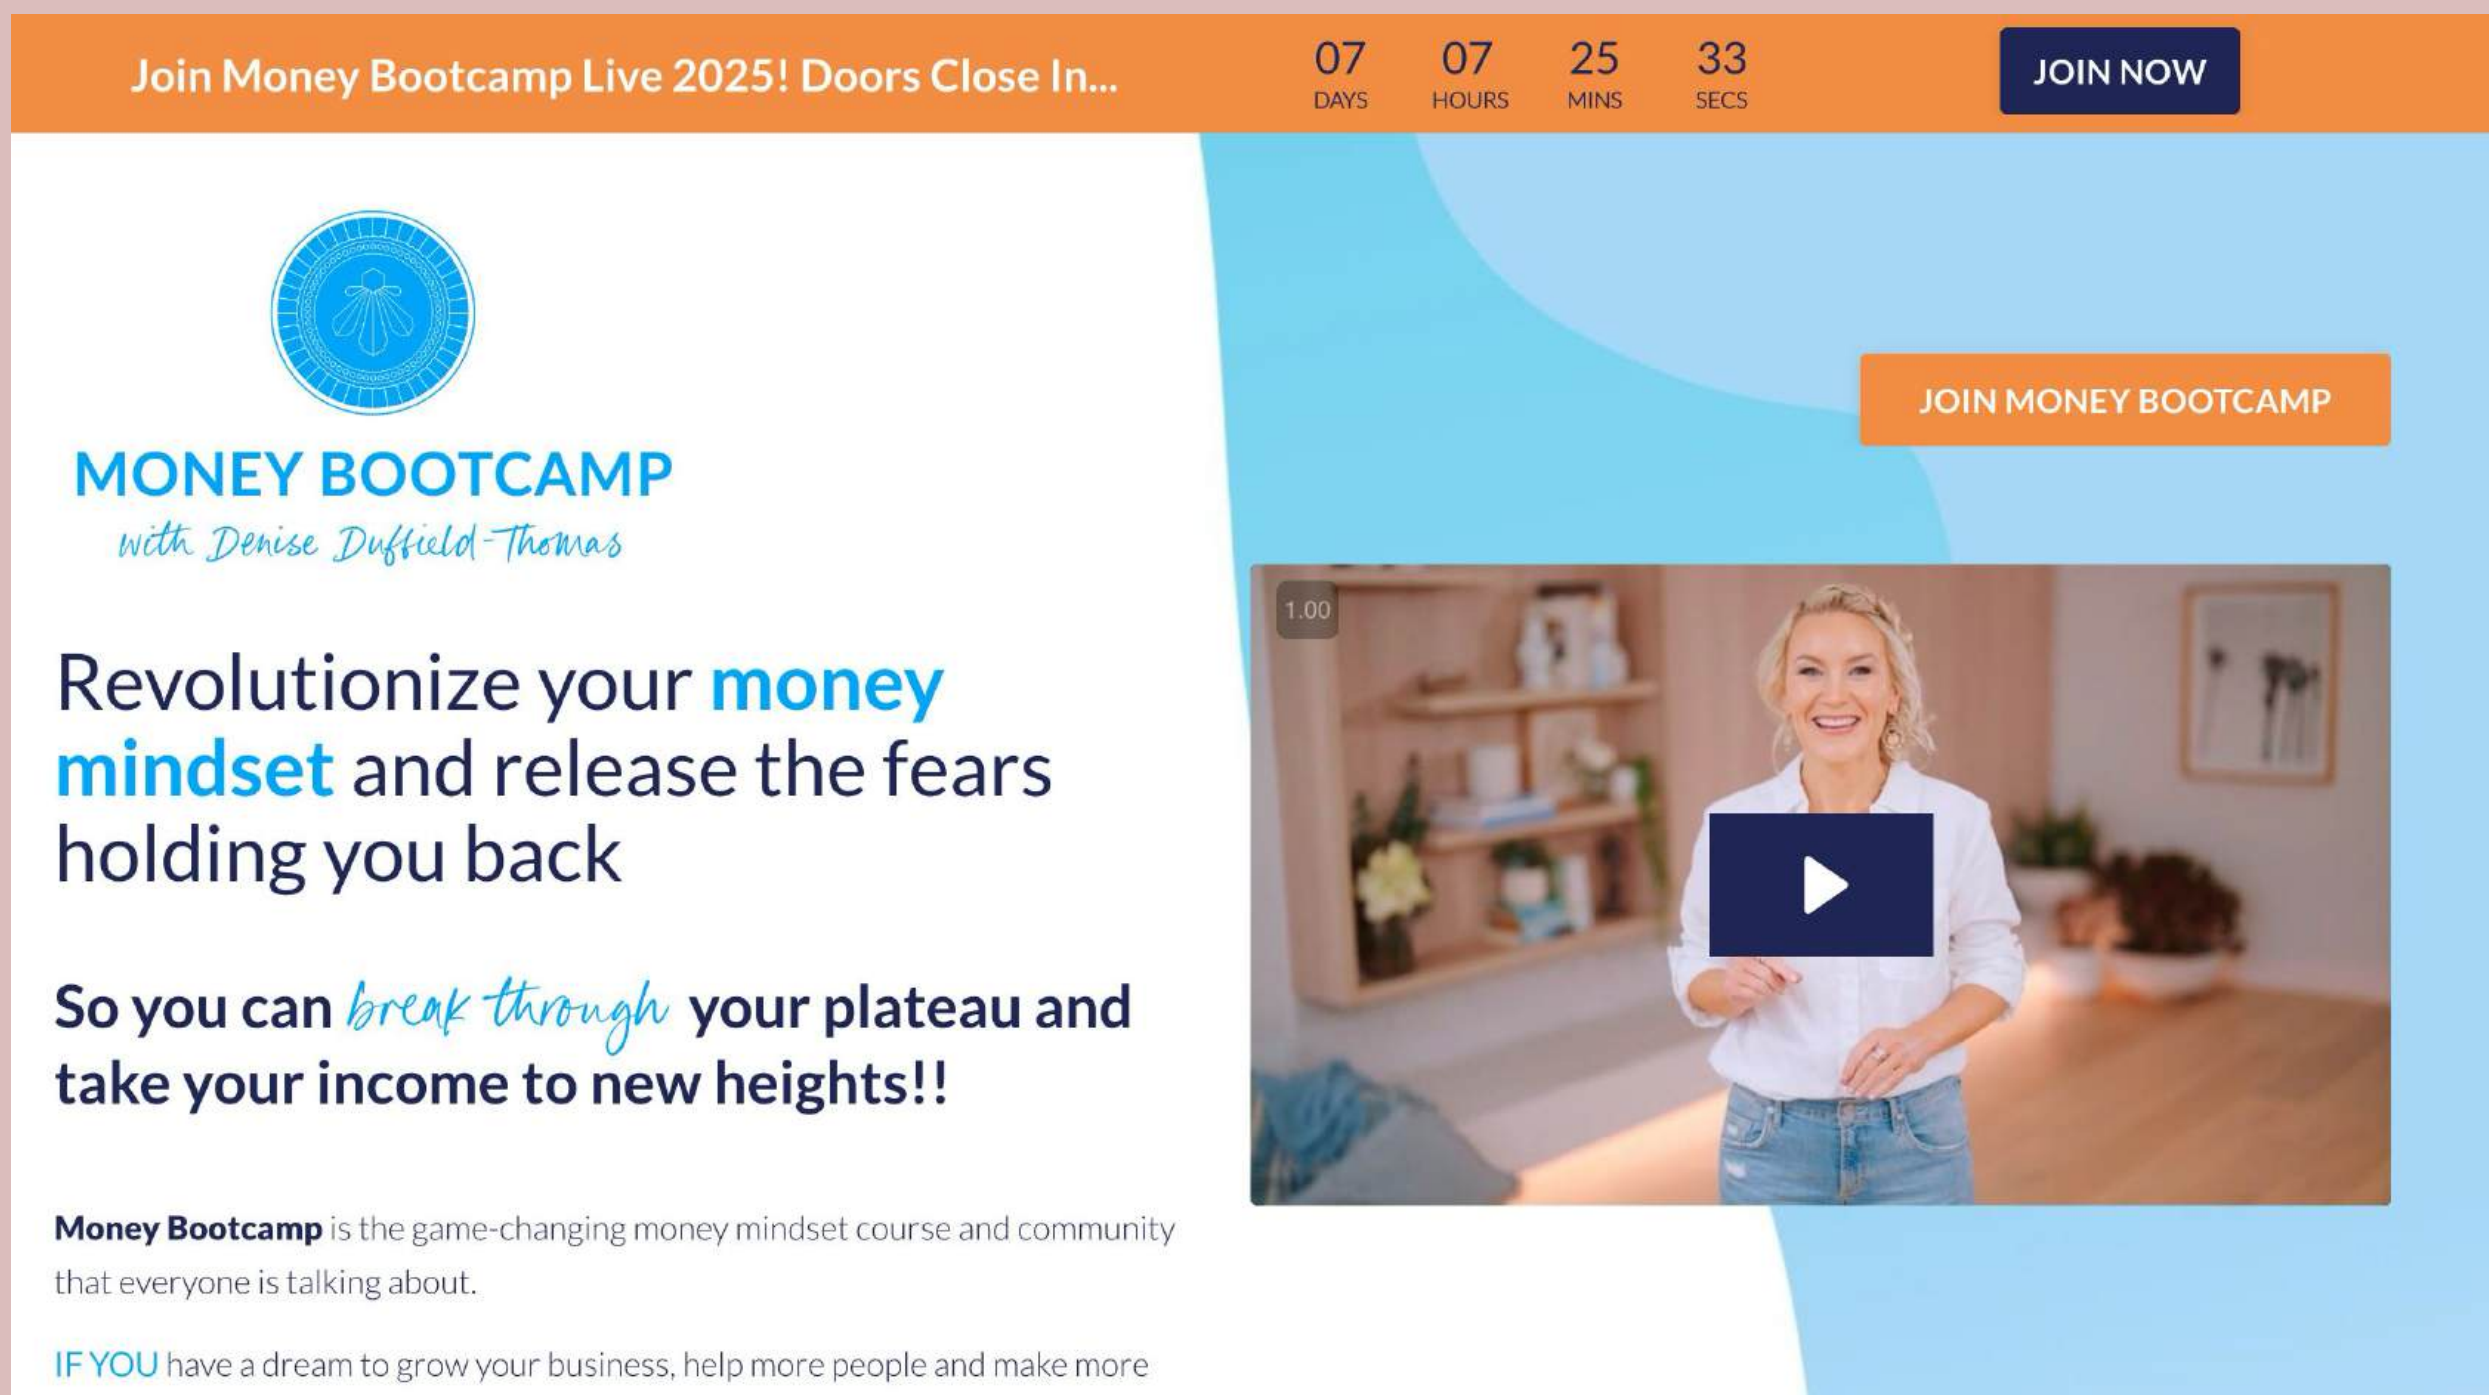 Join Money Bootcamp Live 2025! Doors Close In...
07 07 25 33
DAYS HOURS MINS SECS
JOIN NOW
MONEY BOOTCAMP
with Denise Duffield-Thomas
Revolutionize your money
mindset and release the fears
holding you back
So you can break through your plateau and
take your income to new heights!!
Money Bootcamp is the game-changing money mindset course and community
that everyone is talking about.
IF YOU have a dream to grow your business, help more people and make more
JOIN MONEY BOOTCAMP
1.00